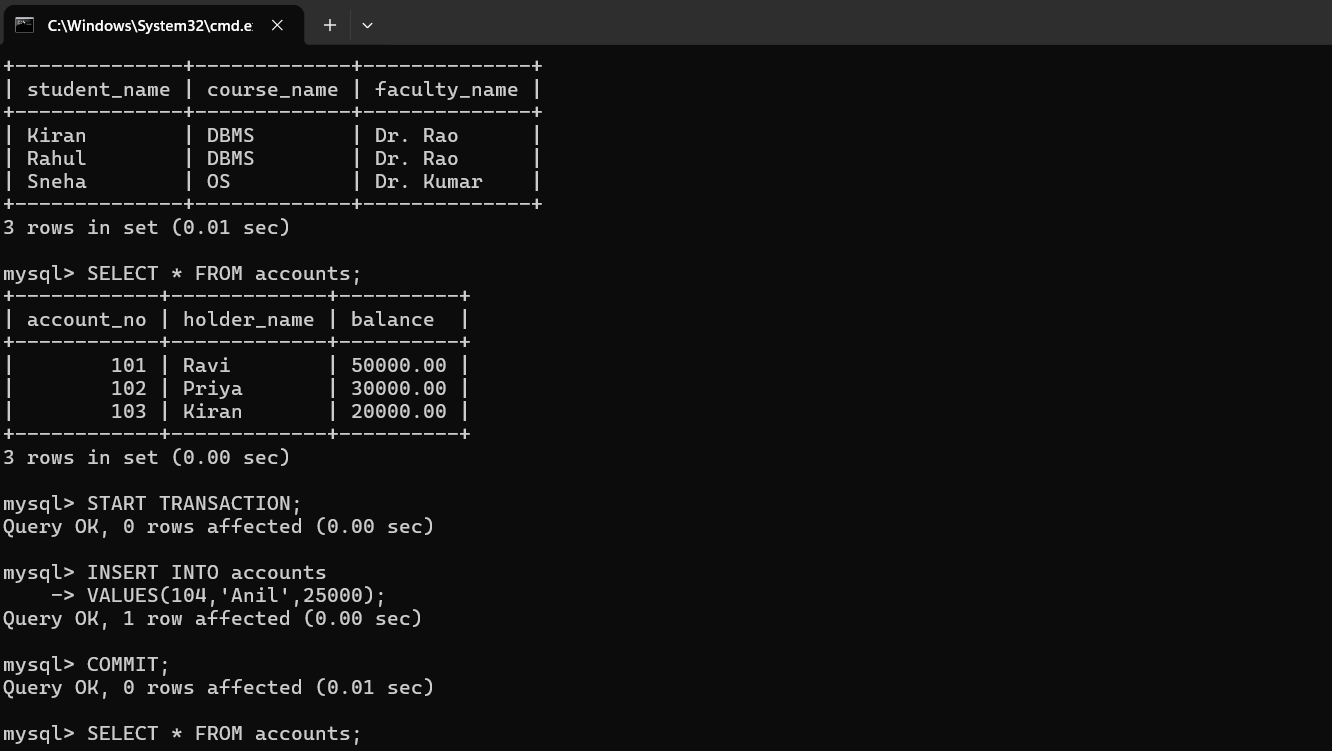 C:\Windows\System32\cmd.e
+--------------+-------------+--------------+
| student_name | course_name | faculty_name |
+--------------+-------------+--------------+
| Kiran        | DBMS        | Dr. Rao      |
| Rahul        | DBMS        | Dr. Rao      |
| Sneha        | OS          | Dr. Kumar    |
+--------------+-------------+--------------+
3 rows in set (0.01 sec)
mysql> SELECT * FROM accounts;
+------------+-------------+----------+
| account_no | holder_name | balance  |
+------------+-------------+----------+
|        101 | Ravi        | 50000.00 |
|        102 | Priya       | 30000.00 |
|        103 | Kiran       | 20000.00 |
+------------+-------------+----------+
3 rows in set (0.00 sec)
mysql> START TRANSACTION;
Query OK, 0 rows affected (0.00 sec)
mysql> INSERT INTO accounts
    -> VALUES(104,'Anil',25000);
Query OK, 1 row affected (0.00 sec)
mysql> COMMIT;
Query OK, 0 rows affected (0.01 sec)
mysql> SELECT * FROM accounts;